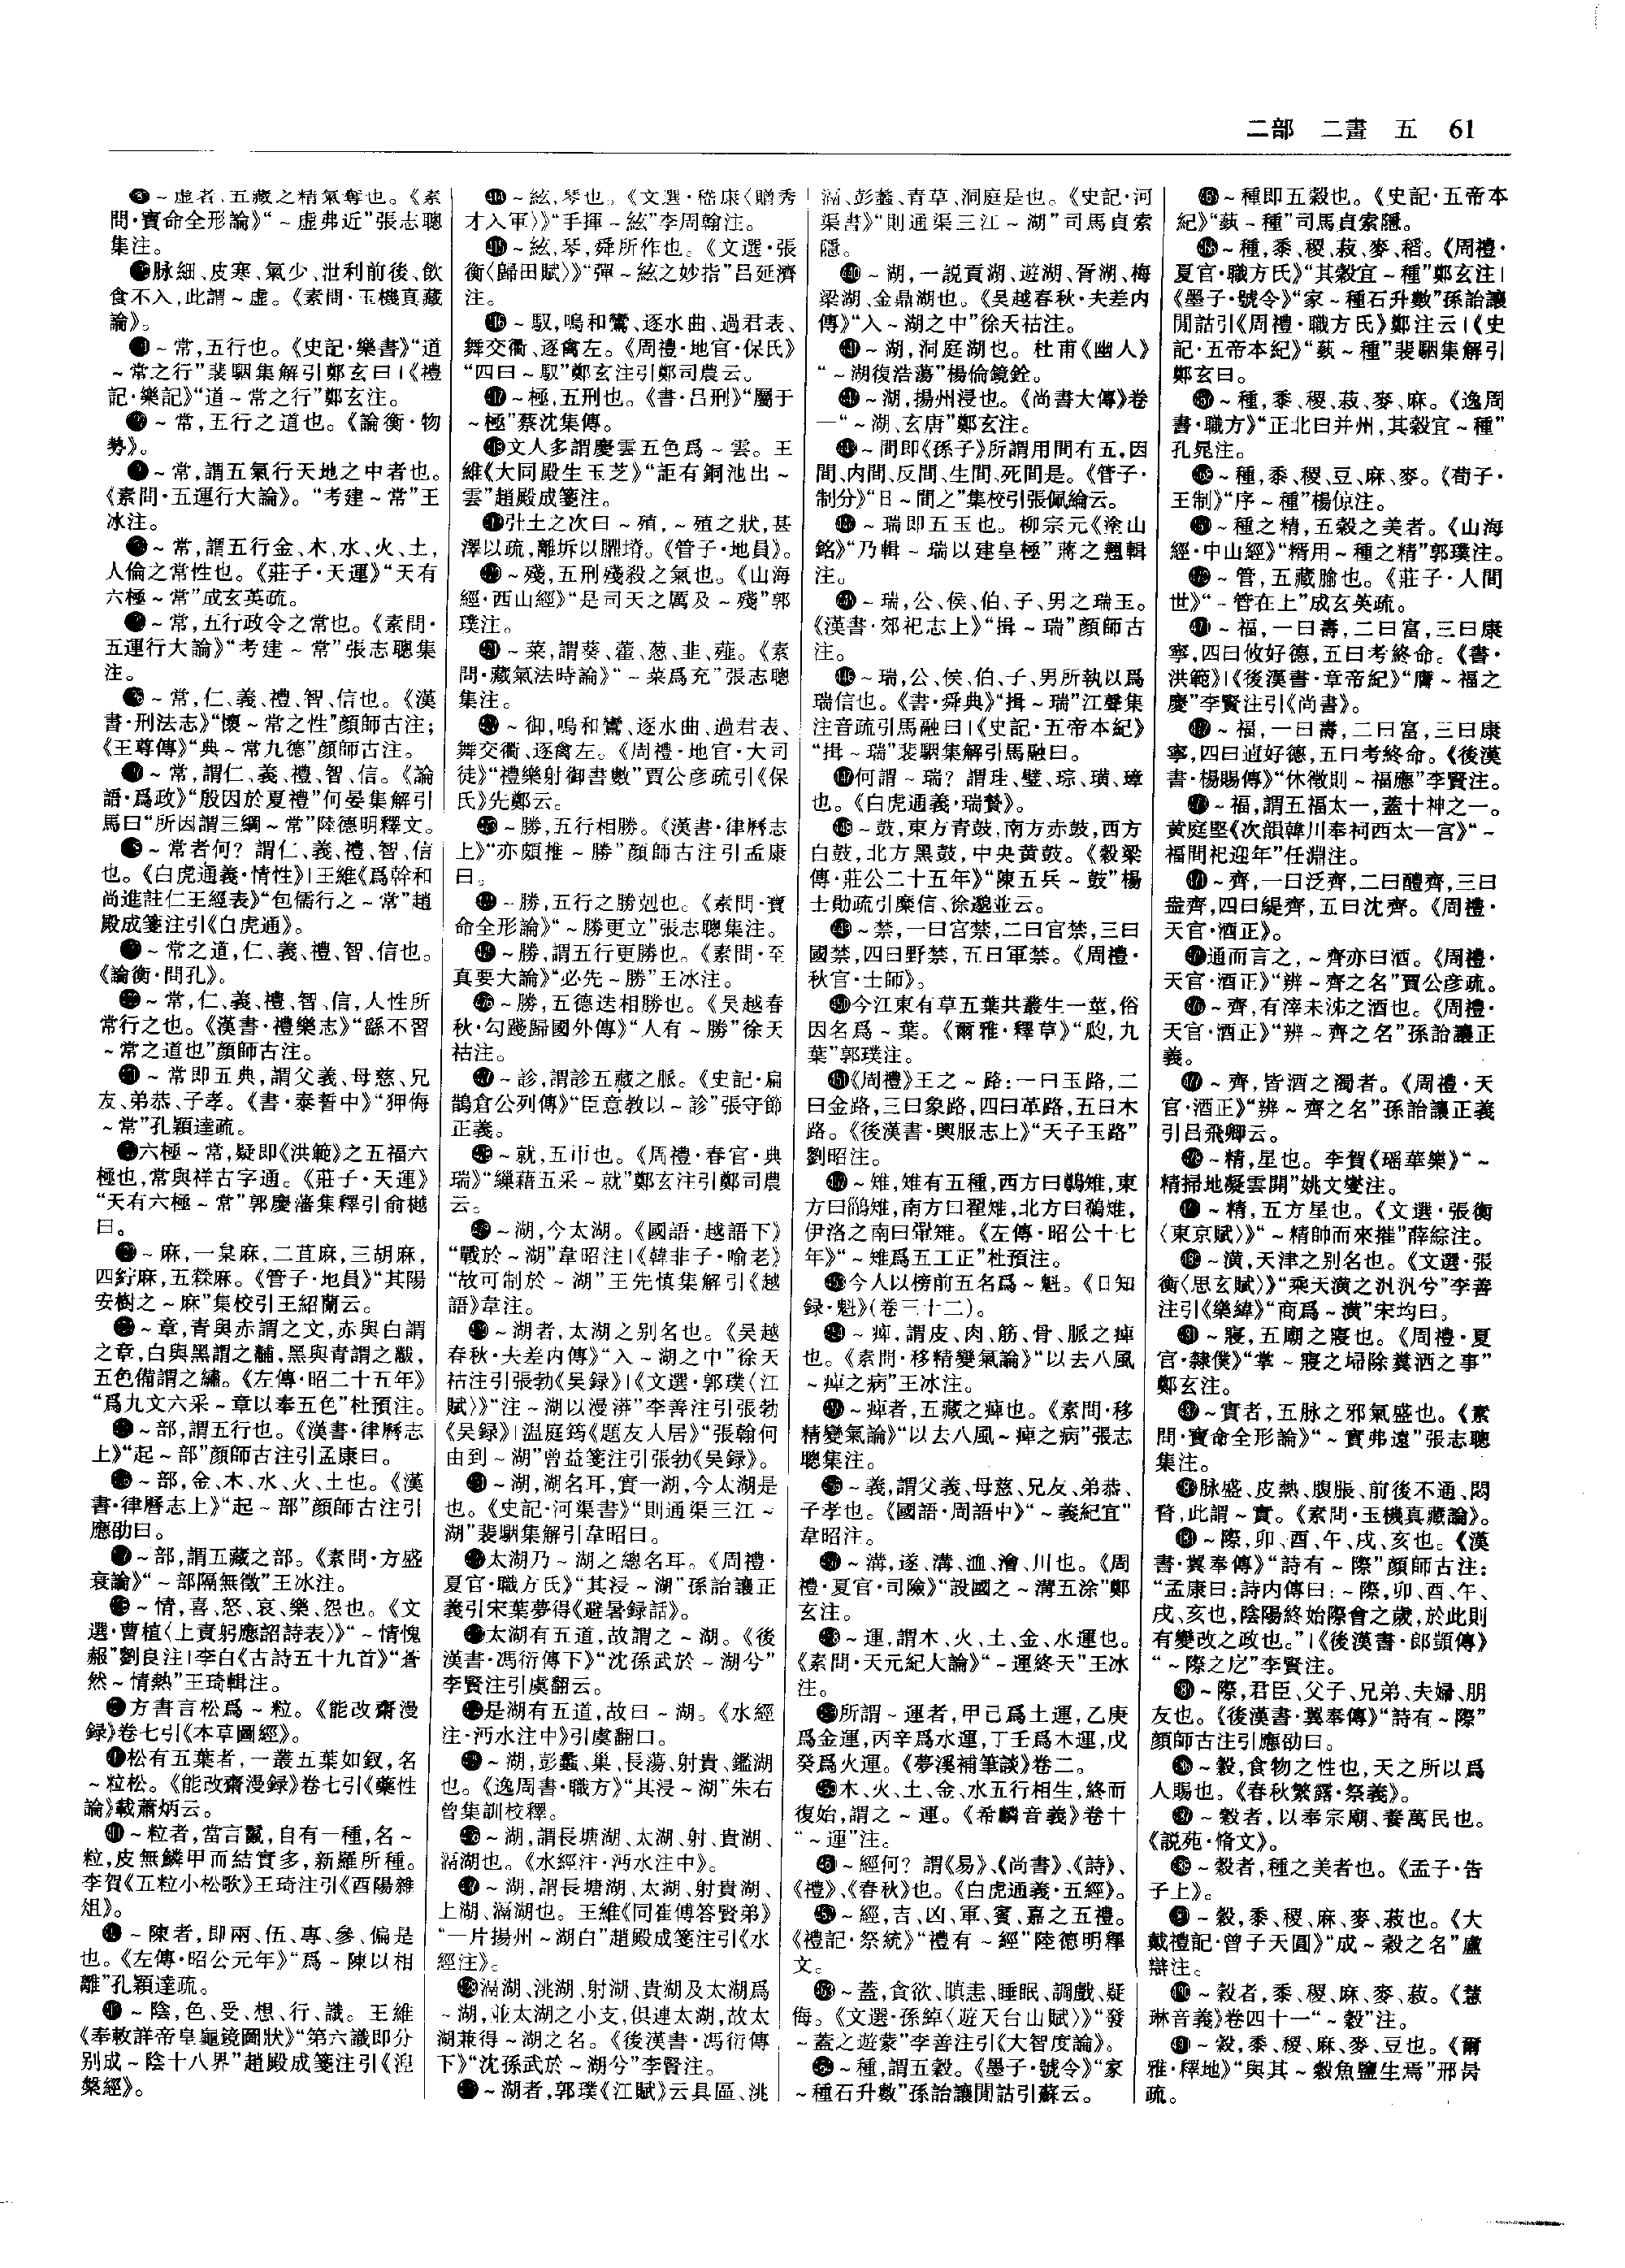 二部 二畫 五 61
～虛者,五藏之精氣奪也。《素
問·寶命全形論》“～虛弗近”張志聰
集注。
脉細、皮寒、氣少、泄利前後、飲
食不入,此謂～虛。《素問·玉機真藏
論》。
～常,五行也。《史記·樂書》“道
～常之行”裴駰集解引鄭玄曰|《禮
記·樂記》“道～常之行”鄭玄注。
～常,五行之道也。《論衡·物
勢》。
～常,謂五氣行天地之中者也。
《素問·五運行大論》。“考建～常”王
冰注。
～常,謂五行金、木、水、火、土,
人倫之常性也。《莊子·天運》“天有
六極～常”成玄英疏。
～常,五行政令之常也。《素問·
五運行大論》“考建～常”張志聰集
注。
～常,仁、義、禮、智、信也。《漢
書·刑法志》“懷～常之性”顏師古注;
《王尊傳》“典～常九德”顏師古注。
～常,謂仁、義、禮、智、信。《論
語·爲政》“殷因於夏禮”何晏集解引
馬曰“所因謂三綱～常”陸德明釋文。
～常者何?謂仁、義、禮、智、信
也。《白虎通義·情性》|王維《爲幹和
尚進註仁王經表》“包儒行之～常”趙
殿成箋注引《白虎通》。
～常之道,仁、義、禮、智、信也。
《論衡·問孔》。
～常,仁、義、禮、智、信,人性所
常行之也。《漢書·禮樂志》“繇不習
～常之道也”顏師古注。
～常即五典,謂父義、母慈、兄
友、弟恭、子孝。《書·泰誓中》“狎侮
～常”孔穎達疏。
六極～常,疑即《洪範》之五福六
極也,常與祥古字通。《莊子·天運》
“天有六極～常”郭慶藩集釋引俞樾
曰。
～麻,一枲麻,二苴麻,三胡麻,
四紵麻,五檾麻。《管子·地員》“其陽
安樹之～麻”集校引王紹蘭云。
～章,青與赤謂之文,赤與白謂
之章,白與黑謂之黼,黑與青謂之黻,
五色備謂之繡。《左傳·昭二十五年》
“爲九文六采～章以奉五色”杜預注。
～部,謂五行也。《漢書·律曆志
上》“起～部”顏師古注引孟康曰。
～部,金、木、水、火、土也。《漢
書·律曆志上》“起～部”顏師古注引
應劭曰。
～部,謂五藏之部。《素問·方盛
衰論》“～部隔無徵”王冰注。
～情,喜、怒、哀、樂、怨也。《文
選·曹植〈上責躬應詔詩表〉》“～情愧
赧”劉良注|李白《古詩五十九首》“蒼
然～情熱”王琦輯注。
方書言松爲～粒。《能改齋漫
録》卷七引《本草圖經》。
松有五葉者,一叢五葉如釵,名
～粒松。《能改齋漫録》卷七引《藥性
論》載蕭炳云。
～粒者,當言鬣,自有一種,名～
粒,皮無鱗甲而結實多,新羅所種。
李賀《五粒小松歌》王琦注引《酉陽雜
俎》。
～陳者,即兩、伍、專、參、偏是
也。《左傳·昭公元年》“爲～陳以相
離”孔穎達疏。
～陰,色、受、想、行、識。王維
《奉敕詳帝皇龜鏡圖狀》“第六識即分
别成～陰十八界”趙殿成箋注引《涅
槃經》。
～絃,琴也。《文選·嵇康〈贈秀
才入軍〉》“手揮～絃”李周翰注。
～絃,琴,舜所作也。《文選·張
衡〈歸田賦〉》“彈～絃之妙指”吕延濟
注。
～馭,鳴和鸞、逐水曲、過君表、
舞交衢、逐禽左。《周禮·地官·保氏》
“四曰～馭”鄭玄注引鄭司農云。
～極,五刑也。《書·吕刑》“屬于
～極”蔡沈集傳。
文人多謂慶雲五色爲～雲。王
維《大同殿生玉芝》“詎有銅池出～
雲”趙殿成箋注。
引土之次曰～殖,～殖之狀,甚
澤以疏,離坼以臞塉。《管子·地員》。
～殘,五刑殘殺之氣也。《山海
經·西山經》“是司天之厲及～殘”郭
璞注。
～菜,謂葵、藿、葱、韭、薤。《素
問·藏氣法時論》“～菜爲充”張志聰
集注。
～御,鳴和鸞、逐水曲、過君表、
舞交衢、逐禽左。《周禮·地官·大司
徒》“禮樂射御書數”賈公彦疏引《保
氏》先鄭云。
～勝,五行相勝。《漢書·律曆志
上》“亦頗推～勝”顏師古注引孟康
曰。
～勝,五行之勝剋也。《素問·寶
命全形論》“～勝更立”張志聰集注。
～勝,謂五行更勝也。《素問·至
真要大論》“必先～勝”王冰注。
～勝,五德迭相勝也。《吴越春
秋·勾踐歸國外傳》“人有～勝”徐天
祜注。
～診,謂診五藏之脈。《史記·扁
鵲倉公列傳》“臣意教以～診”張守節
正義。
～就,五帀也。《周禮·春官·典
瑞》“繅藉五采～就”鄭玄注引鄭司農
云。
～湖,今太湖。《國語·越語下》
“戰於～湖”韋昭注|《韓非子·喻老》
“故可制於～湖”王先慎集解引《越
語》韋注。
～湖者,太湖之别名也。《吴越
春秋·夫差内傳》“入～湖之中”徐天
祜注引張勃《吴録》|《文選·郭璞〈江
賦〉》“注～湖以漫漭”李善注引張勃
《吴録》|温庭筠《題友人居》“張翰何
由到～湖”曾益箋注引張勃《吴録》。
～湖,湖名耳,實一湖,今太湖是
也。《史記·河渠書》“則通渠三江～
湖”裴駰集解引韋昭曰。
太湖乃～湖之總名耳。《周禮·
夏官·職方氏》“其浸～湖”孫詒讓正
義引宋葉夢得《避暑録話》。
太湖有五道,故謂之～湖。《後
漢書·馮衍傳下》“沈孫武於～湖兮”
李賢注引虞翻云。
是湖有五道,故曰～湖。《水經
注·沔水注中》引虞翻曰。
～湖,彭蠡、巢、長蕩、射貴、鑑湖
也。《逸周書·職方》“其浸～湖”朱右
曾集訓校釋。
～湖,謂長塘湖、太湖、射、貴湖、
滆湖也。《水經注·沔水注中》。
～湖,謂長塘湖、太湖、射貴湖、
上湖、滆湖也。王維《同崔傅答賢弟》
“一片揚州～湖白”趙殿成箋注引《水
經注》。
滆湖、洮湖、射湖、貴湖及太湖爲
～湖,並太湖之小支,俱連太湖,故太
湖兼得～湖之名。《後漢書·馮衍傳
下》“沈孫武於～湖兮”李賢注。
～湖者,郭璞《江賦》云具區、洮
滆、彭蠡、青草、洞庭是也。《史記·河
渠書》“則通渠三江～湖”司馬貞索
隱。
～湖,一説貢湖、遊湖、胥湖、梅
梁湖、金鼎湖也。《吴越春秋·夫差内
傳》“入～湖之中”徐天祜注。
～湖,洞庭湖也。杜甫《幽人》
“～湖復浩蕩”楊倫鏡銓。
～湖,揚州浸也。《尚書大傳》卷
一“～湖、玄唐”鄭玄注。
～間即《孫子》所謂用間有五,因
間、内間、反間、生間、死間是。《管子·
制分》“日～間之”集校引張佩綸云。
～瑞即五玉也。柳宗元《塗山
銘》“乃輯～瑞以建皇極”蔣之翹輯
注。
～瑞,公、侯、伯、子、男之瑞玉。
《漢書·郊祀志上》“揖～瑞”顏師古
注。
～瑞,公、侯、伯、子、男所執以爲
瑞信也。《書·舜典》“揖～瑞”江聲集
注音疏引馬融曰|《史記·五帝本紀》
“揖～瑞”裴駰集解引馬融曰。
何謂～瑞?謂珪、璧、琮、璜、璋
也。《白虎通義·瑞贄》。
～鼓,東方青鼓,南方赤鼓,西方
白鼓,北方黑鼓,中央黄鼓。《穀梁
傳·莊公二十五年》“陳五兵～鼓”楊
士勛疏引糜信、徐邈並云。
～禁,一曰宫禁,二曰官禁,三曰
國禁,四曰野禁,五曰軍禁。《周禮·
秋官·士師》。
今江東有草五葉共叢生一莖,俗
因名爲～葉。《爾雅·釋草》“瓝,九
葉”郭璞注。
《周禮》王之～路:一曰玉路,二
曰金路,三曰象路,四曰革路,五曰木
路。《後漢書·輿服志上》“天子玉路”
劉昭注。
～雉,雉有五種,西方曰鷷雉,東
方曰鶅雉,南方曰翟雉,北方曰鵗雉,
伊洛之南曰翬雉。《左傳·昭公十七
年》“～雉爲五工正”杜預注。
今人以榜前五名爲～魁。《日知
録·魁》(卷三十二)。
～痺,謂皮、肉、筋、骨、脈之痺
也。《素問·移精變氣論》“以去八風
～痺之病”王冰注。
～痺者,五藏之痺也。《素問·移
精變氣論》“以去八風～痺之病”張志
聰集注。
～義,謂父義、母慈、兄友、弟恭、
子孝也。《國語·周語中》“～義紀宜”
韋昭注。
～溝,遂、溝、洫、澮、川也。《周
禮·夏官·司險》“設國之～溝五涂”鄭
玄注。
～運,謂木、火、土、金、水運也。
《素問·天元紀大論》“～運終天”王冰
注。
所謂～運者,甲己爲土運,乙庚
爲金運,丙辛爲水運,丁壬爲木運,戊
癸爲火運。《夢溪補筆談》卷二。
木、火、土、金、水五行相生,終而
復始,謂之～運。《希麟音義》卷十
“～運”注。
～經何?謂《易》、《尚書》、《詩》、
《禮》、《春秋》也。《白虎通義·五經》。
～經,吉、凶、軍、賓、嘉之五禮。
《禮記·祭統》“禮有～經”陸德明釋
文。
～蓋,貪欲、瞋恚、睡眠、調戲、疑
悔。《文選·孫綽〈遊天台山賦〉》“發
～蓋之遊蒙”李善注引《大智度論》。
～種,謂五穀。《墨子·號令》“家
～種石升數”孫詒讓閒詁引蘇云。
～種即五穀也。《史記·五帝本
紀》“蓺～種”司馬貞索隱。
～種,黍、稷、菽、麥、稻。《周禮·
夏官·職方氏》“其穀宜～種”鄭玄注|
《墨子·號令》“家～種石升數”孫詒讓
閒詁引《周禮·職方氏》鄭注云|《史
記·五帝本紀》“蓺～種”裴駰集解引
鄭玄曰。
～種,黍、稷、菽、麥、麻。《逸周
書·職方》“正北曰并州,其穀宜～種”
孔晁注。
～種,黍、稷、豆、麻、麥。《荀子·
王制》“序～種”楊倞注。
～種之精,五穀之美者。《山海
經·中山經》“糈用～種之精”郭璞注。
～管,五藏腧也。《莊子·人間
世》“～管在上”成玄英疏。
～福,一曰壽,二曰富,三曰康
寧,四曰攸好德,五曰考終命。《書·
洪範》|《後漢書·章帝紀》“膺～福之
慶”李賢注引《尚書》。
～福,一曰壽,二曰富,三曰康
寧,四曰逌好德,五曰考終命。《後漢
書·楊賜傳》“休徵則～福應”李賢注。
～福,謂五福太一,蓋十神之一。
黄庭堅《次韻韓川奉祠西太一宫》“～
福間祀迎年”任淵注。
～齊,一曰泛齊,二曰醴齊,三曰
盎齊,四曰緹齊,五曰沈齊。《周禮·
天官·酒正》。
通而言之,～齊亦曰酒。《周禮·
天官·酒正》“辨～齊之名”賈公彦疏。
～齊,有滓未泲之酒也。《周禮·
天官·酒正》“辨～齊之名”孫詒讓正
義。
～齊,皆酒之濁者。《周禮·天
官·酒正》“辨～齊之名”孫詒讓正義
引吕飛卿云。
～精,星也。李賀《瑶華樂》“～
精掃地凝雲開”姚文燮注。
～精,五方星也。《文選·張衡
〈東京賦〉》“～精帥而來摧”薛綜注。
～潢,天津之别名也。《文選·張
衡〈思玄賦〉》“乘天潢之汎汎兮”李善
注引《樂緯》“商爲～潢”宋均曰。
～寢,五廟之寢也。《周禮·夏
官·隸僕》“掌～寢之埽除糞洒之事”
鄭玄注。
～實者,五脉之邪氣盛也。《素
問·寶命全形論》“～實弗遠”張志聰
集注。
脉盛、皮熱、腹脹、前後不通、悶
瞀,此謂～實。《素問·玉機真藏論》。
～際,卯、酉、午、戌、亥也。《漢
書·翼奉傳》“詩有～際”顏師古注:
“孟康曰:詩内傳曰:～際,卯、酉、午、
戌、亥也,陰陽終始際會之歲,於此則
有變改之政也。”|《後漢書·郎顗傳》
“～際之戹”李賢注。
～際,君臣、父子、兄弟、夫婦、朋
友也。《後漢書·翼奉傳》“詩有～際”
顏師古注引應劭曰。
～穀,食物之性也,天之所以爲
人賜也。《春秋繁露·祭義》。
～穀者,以奉宗廟、養萬民也。
《説苑·脩文》。
～穀者,種之美者也。《孟子·告
子上》。
～穀,黍、稷、麻、麥、菽也。《大
戴禮記·曾子天圓》“成～穀之名”盧
辯注。
～穀者,黍、稷、麻、麥、菽。《慧
琳音義》卷四十一“～穀”注。
～穀,黍、稷、麻、麥、豆也。《爾
雅·釋地》“與其～穀魚鹽生焉”邢昺
疏。